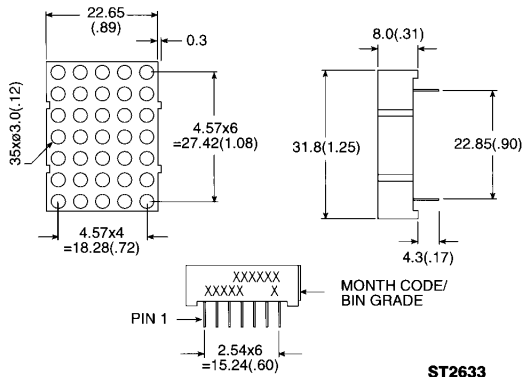 22.65
(.89)
0.3
35xø3.0(.12)
4.57x6
=27.42(1.08)
4.57x4
=18.28(.72)
8.0(.31)
31.8(1.25)
22.85(.90)
4.3(.17)
XXXXXX
XXXXX X
MONTH CODE/
BIN GRADE
PIN 1
2.54x6
=15.24(.60)
ST2633